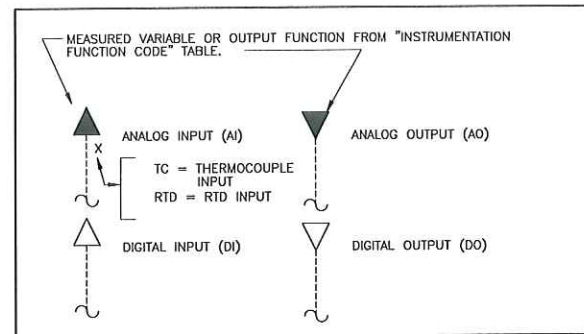 MEASURED VARIABLE OR OUTPUT FUNCTION FROM "INSTRUMENTATION
FUNCTION CODE" TABLE.
ANALOG INPUT (AI)
ANALOG OUTPUT (AO)
X
TC = THERMOCOUPLE
INPUT
RTD = RTD INPUT
DIGITAL INPUT (DI)
DIGITAL OUTPUT (DO)